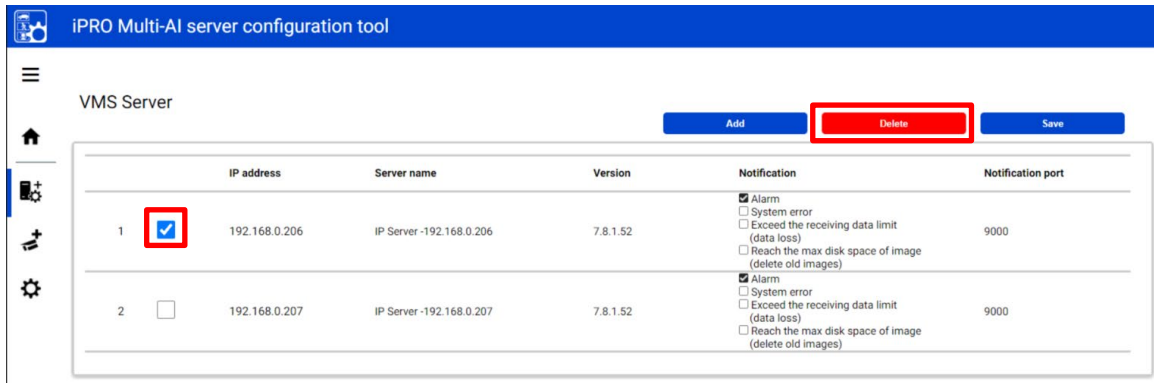 iPRO Multi-AI server configuration tool
VMS Server
Add Delete Save
IP address Server name Version Notification Notification port
1 192.168.0.206 IP Server -192.168.0.206 7.8.1.52 9000
Alarm
System error
Exceed the receiving data limit
(data loss)
Reach the max disk space of image
(delete old images)
2 192.168.0.207 IP Server -192.168.0.207 7.8.1.52 9000
Alarm
System error
Exceed the receiving data limit
(data loss)
Reach the max disk space of image
(delete old images)